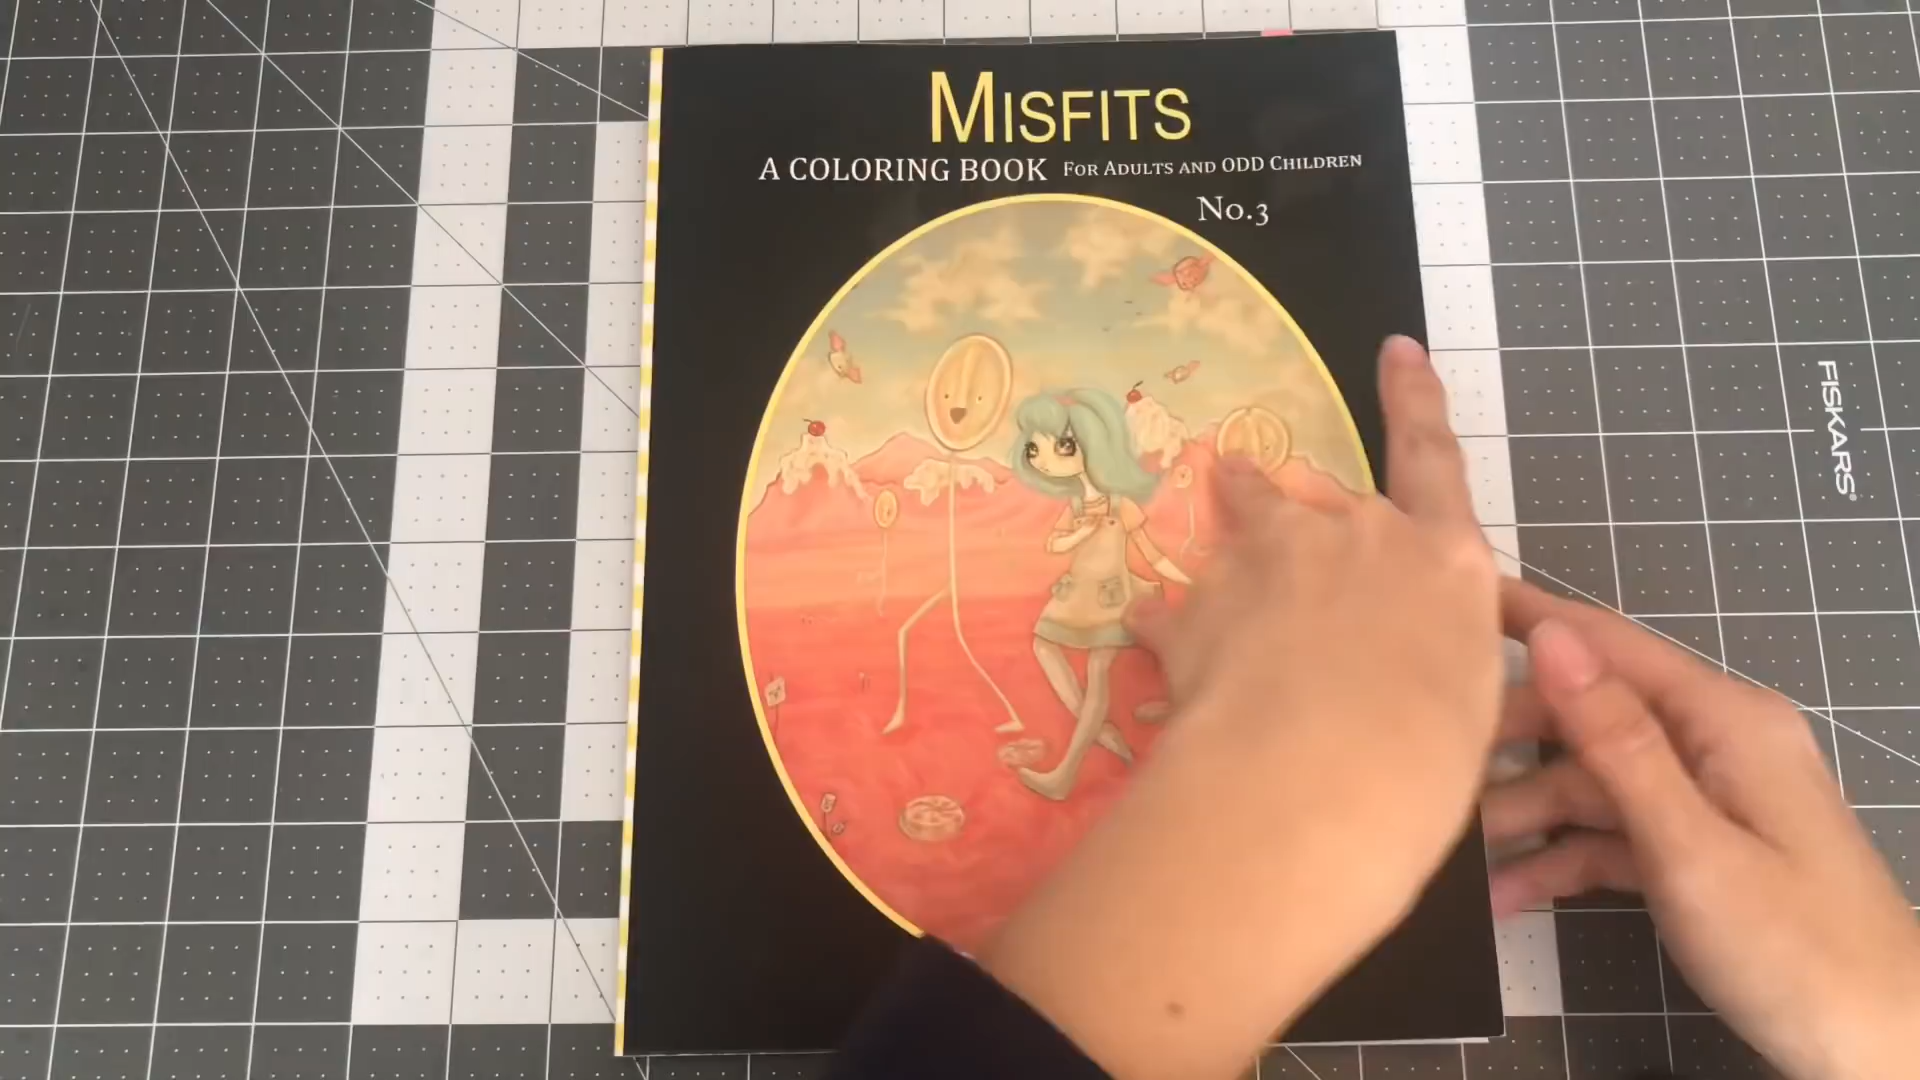 MISFITS
A COLORING BOOK FOR ADULTS AND ODD CHILDREN
No.3
FISKARS